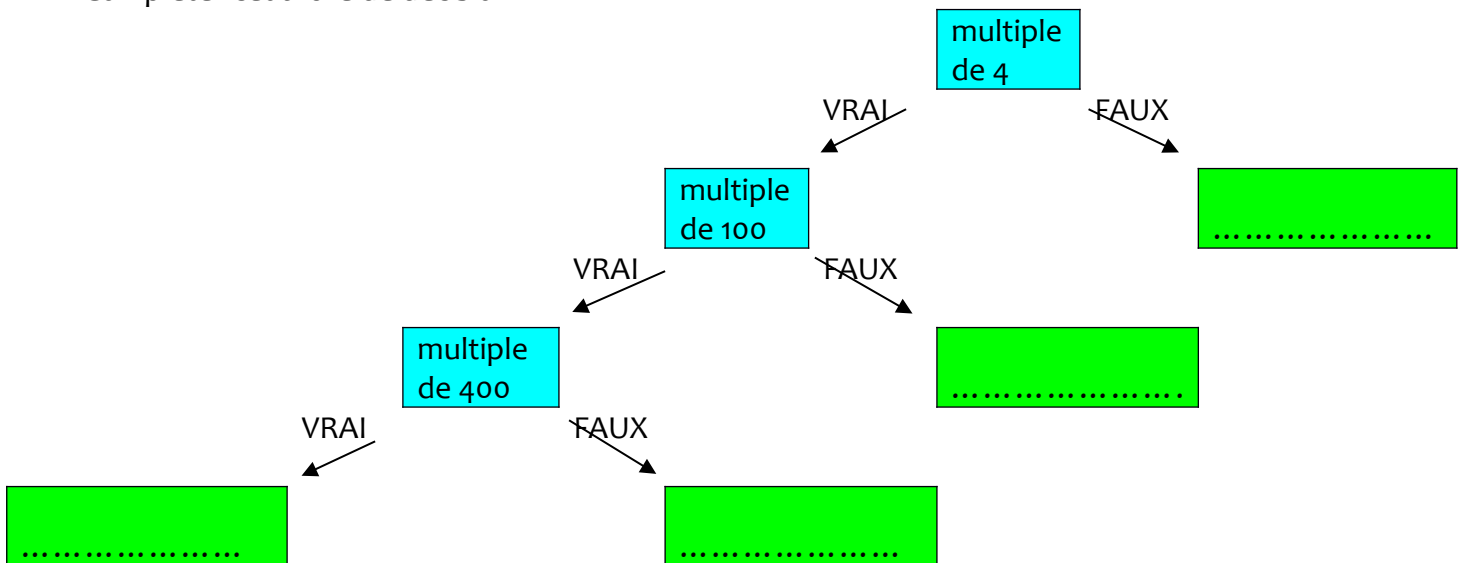 multiple
de 4
VRAI FAUX
multiple
de 100
…………………
VRAI FAUX
multiple
de 400
………………….
VRAI FAUX
…………………
…………………